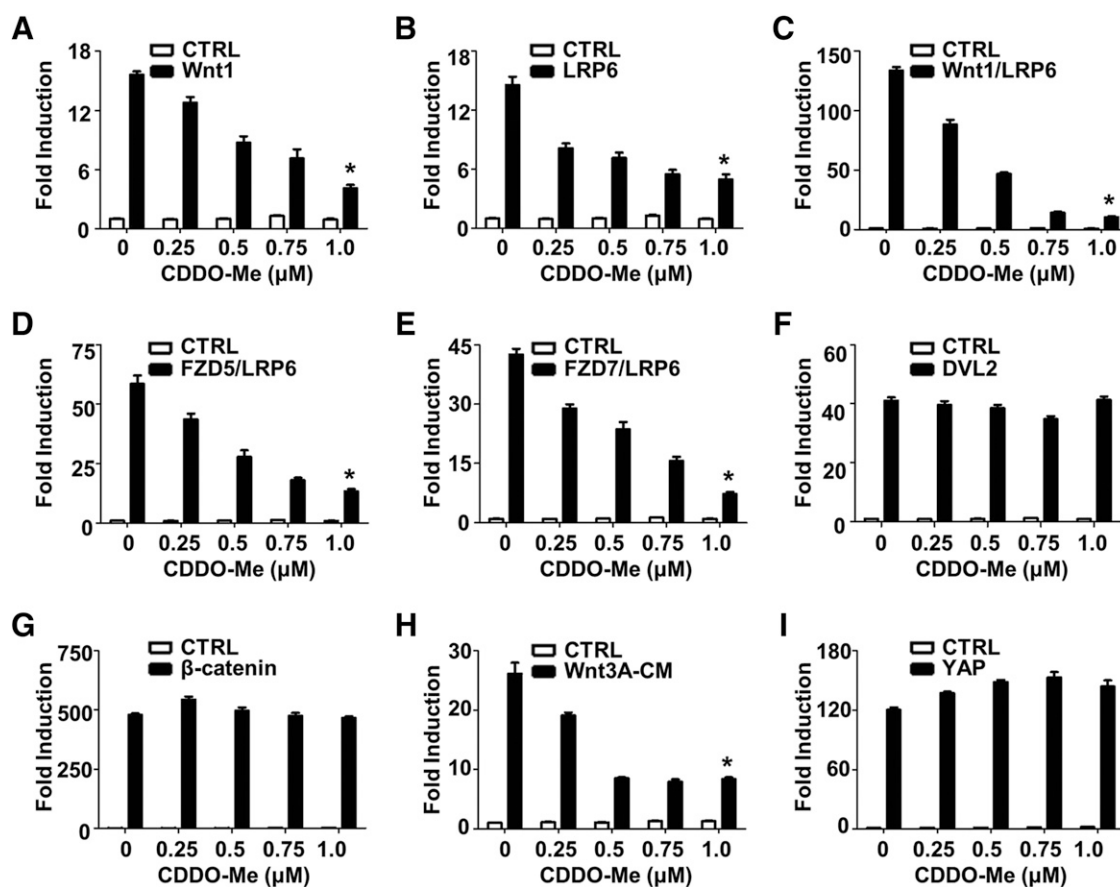 A
CTRL
Wnt1
Fold Induction
18
12
6
0
*
0 0.25 0.5 0.75 1.0
CDDO-Me (µM)
B
CTRL
LRP6
Fold Induction
18
12
6
0
*
0 0.25 0.5 0.75 1.0
CDDO-Me (µM)
C
CTRL
Wnt1/LRP6
Fold Induction
150
100
50
0
*
0 0.25 0.5 0.75 1.0
CDDO-Me (µM)
D
CTRL
FZD5/LRP6
Fold Induction
75
50
25
0
*
0 0.25 0.5 0.75 1.0
CDDO-Me (µM)
E
CTRL
FZD7/LRP6
Fold Induction
45
30
15
0
*
0 0.25 0.5 0.75 1.0
CDDO-Me (µM)
F
CTRL
DVL2
Fold Induction
60
40
20
0
0 0.25 0.5 0.75 1.0
CDDO-Me (µM)
G
CTRL
β-catenin
Fold Induction
750
500
250
0
0 0.25 0.5 0.75 1.0
CDDO-Me (µM)
H
CTRL
Wnt3A-CM
Fold Induction
30
20
10
0
*
0 0.25 0.5 0.75 1.0
CDDO-Me (µM)
I
CTRL
YAP
Fold Induction
180
120
60
0
0 0.25 0.5 0.75 1.0
CDDO-Me (µM)